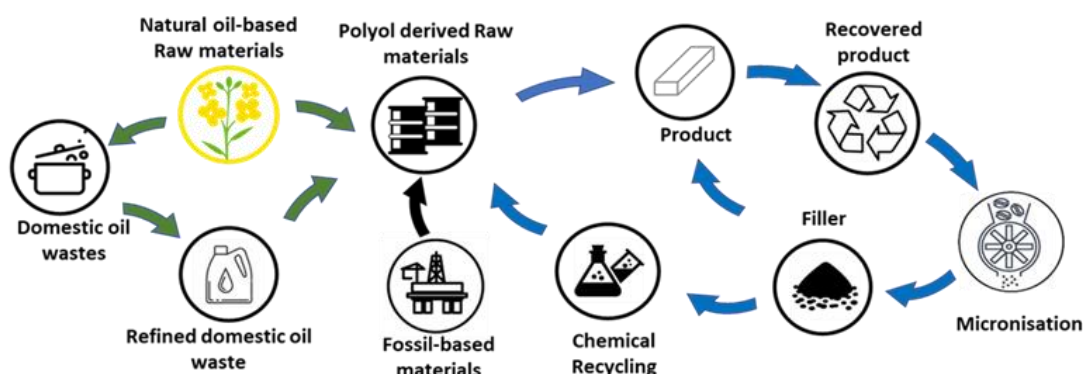 Natural oil-based
Raw materials
Polyol derived Raw
materials
Product
Recovered
product
Domestic oil
wastes
Refined domestic oil
waste
Fossil-based
materials
Chemical
Recycling
Filler
Micronisation